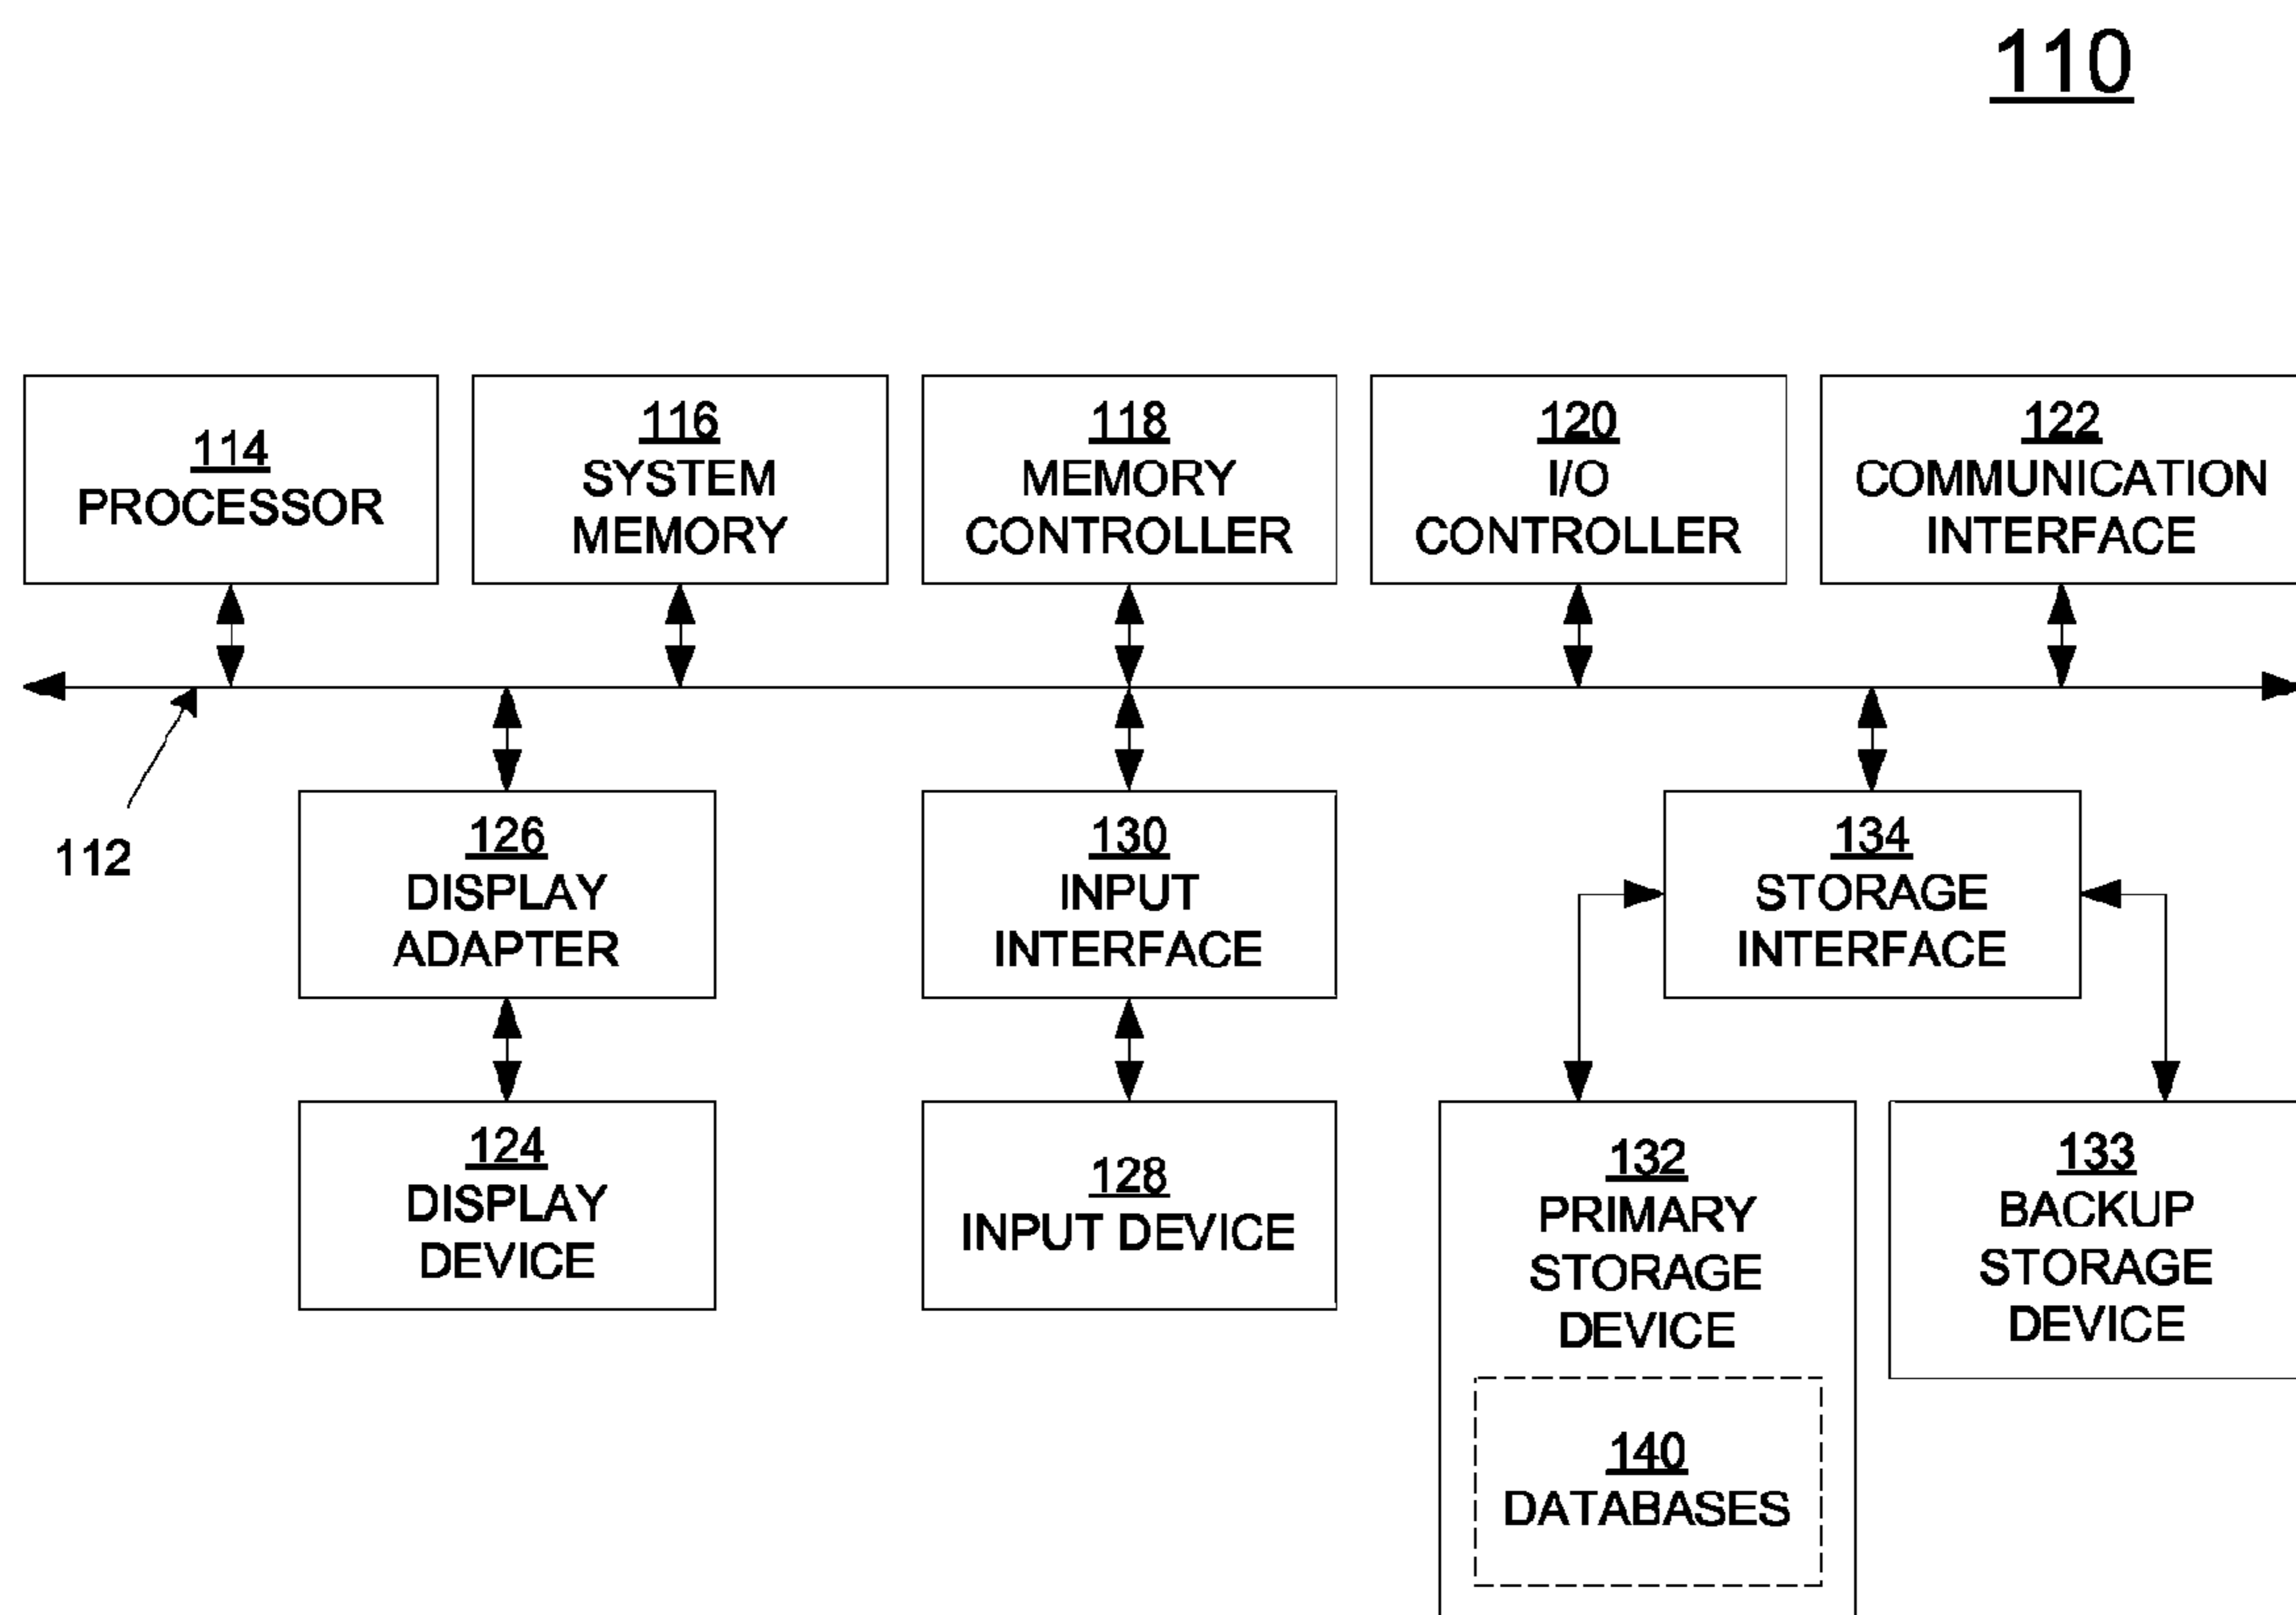 110
114
PROCESSOR
116
SYSTEM
MEMORY
118
MEMORY
CONTROLLER
120
I/O
CONTROLLER
122
COMMUNICATION
INTERFACE
112
126
DISPLAY
ADAPTER
130
INPUT
INTERFACE
134
STORAGE
INTERFACE
124
DISPLAY
DEVICE
128
INPUT DEVICE
132
PRIMARY
STORAGE
DEVICE
133
BACKUP
STORAGE
DEVICE
140
DATABASES